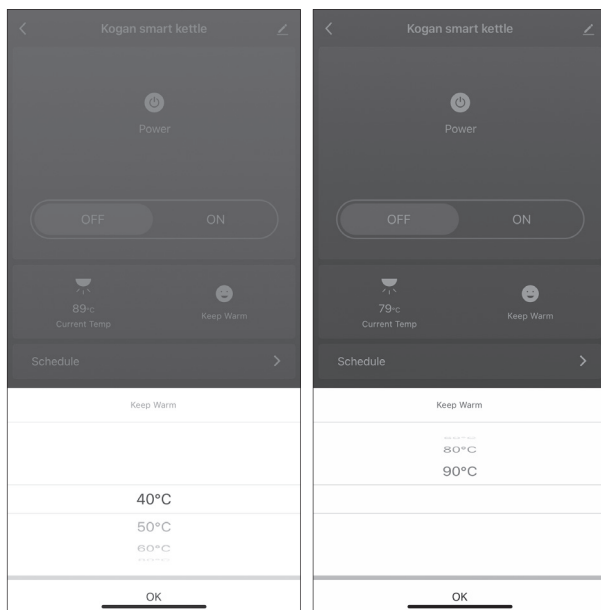 Kogan smart kettle
Power
OFF ON
89°C
Current Temp
Keep Warm
Schedule
Keep Warm
40°C
50°C
60°C
OK
Kogan smart kettle
Power
OFF ON
79°C
Current Temp
Keep Warm
Schedule
Keep Warm
80°C
90°C
OK